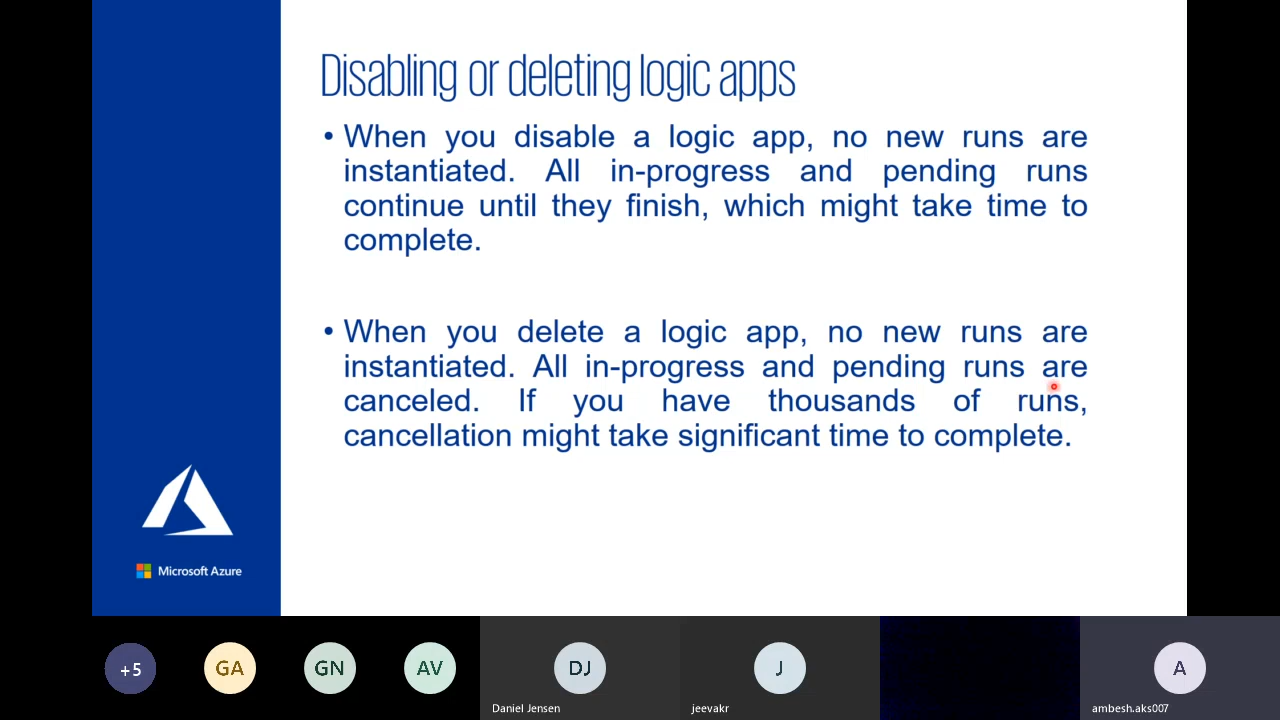 Disabling or deleting logic apps
• When you disable a logic app, no new runs are
instantiated. All in-progress and pending runs
continue until they finish, which might take time to
complete.
• When you delete a logic app, no new runs are
instantiated. All in-progress and pending runs are
canceled. If you have thousands of runs,
cancellation might take significant time to complete.
Microsoft Azure
+5
GA
GN
AV
DJ
J
A
Daniel Jensen
jeevakr
ambesh.aks007